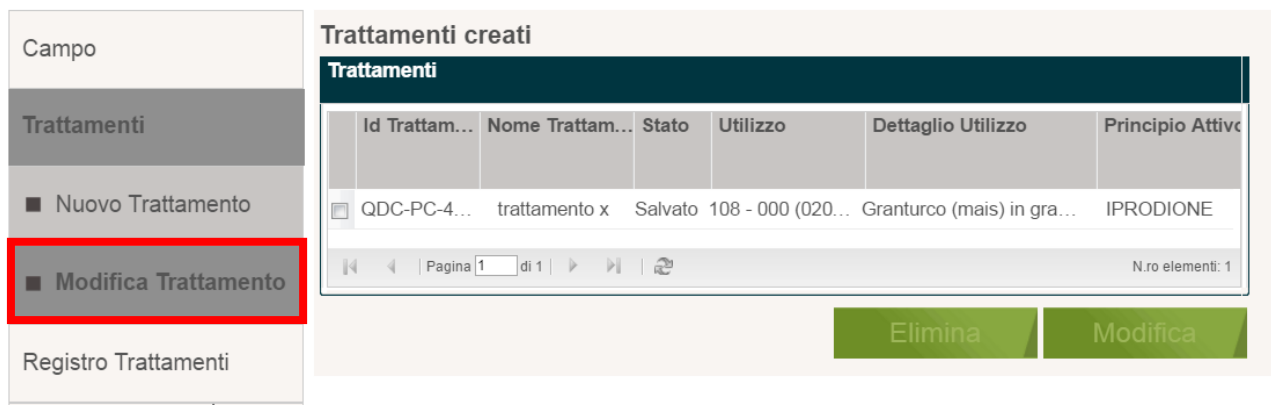 Campo
Trattamenti
Nuovo Trattamento
Modifica Trattamento
Registro Trattamenti
Trattamenti creati
Trattamenti
Id Trattam... Nome Trattam... Stato Utilizzo Dettaglio Utilizzo Principio Attivo
QDC-PC-4... trattamento x Salvato 108 - 000 (020... Granturco (mais) in gra... IPRODIONE
Pagina 1 di 1 N.ro elementi: 1
Elimina Modifica